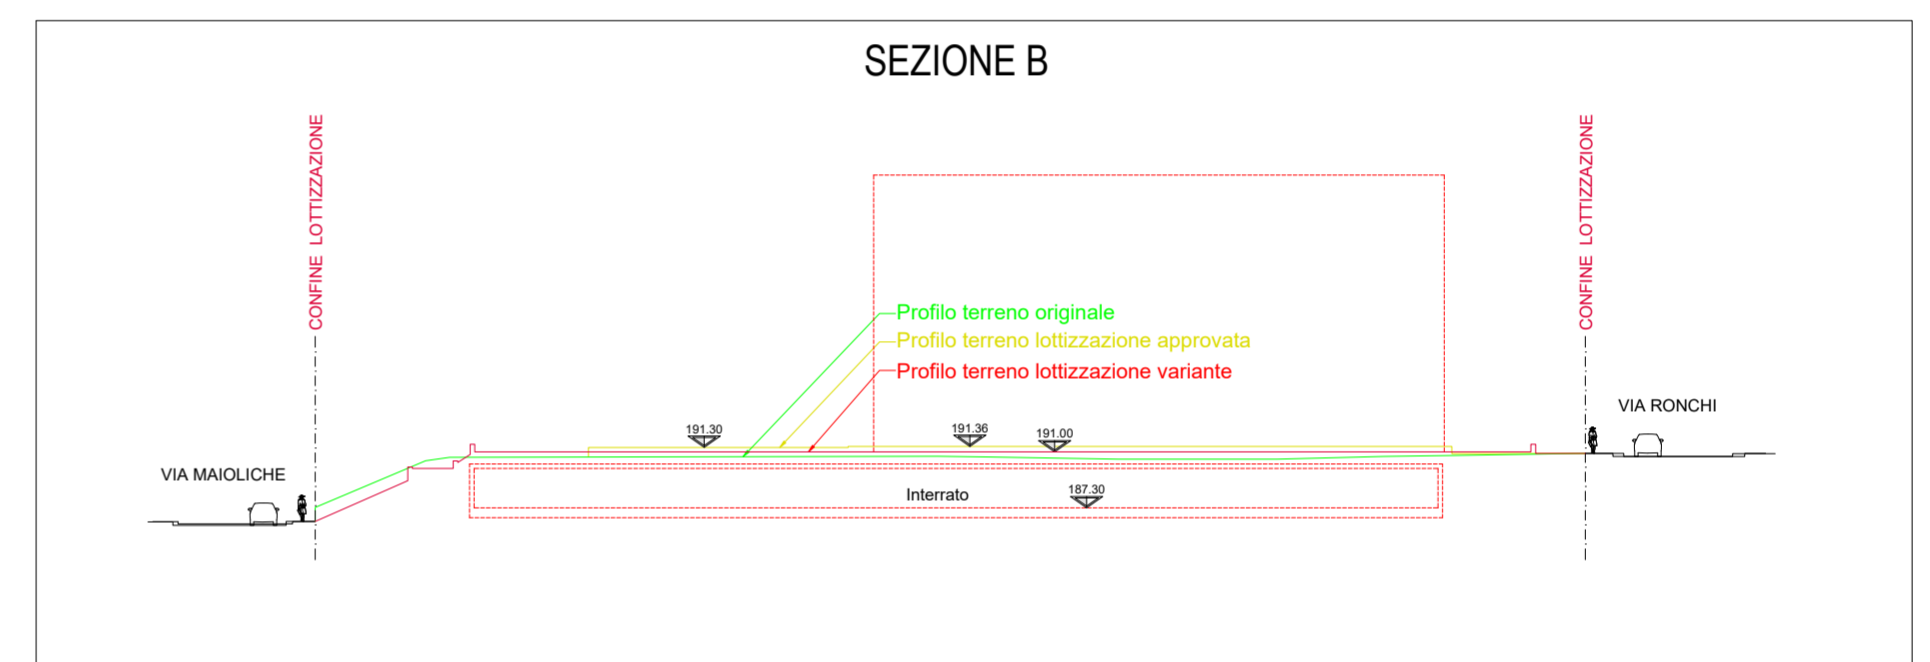 SEZIONE B
CONFINE LOTTIZZAZIONE
CONFINE LOTTIZZAZIONE
Profilo terreno originale
Profilo terreno lottizzazione approvata
Profilo terreno lottizzazione variante
VIA RONCHI
191.30
191.36
191.00
VIA MAIOLICHE
Interrato
187.30